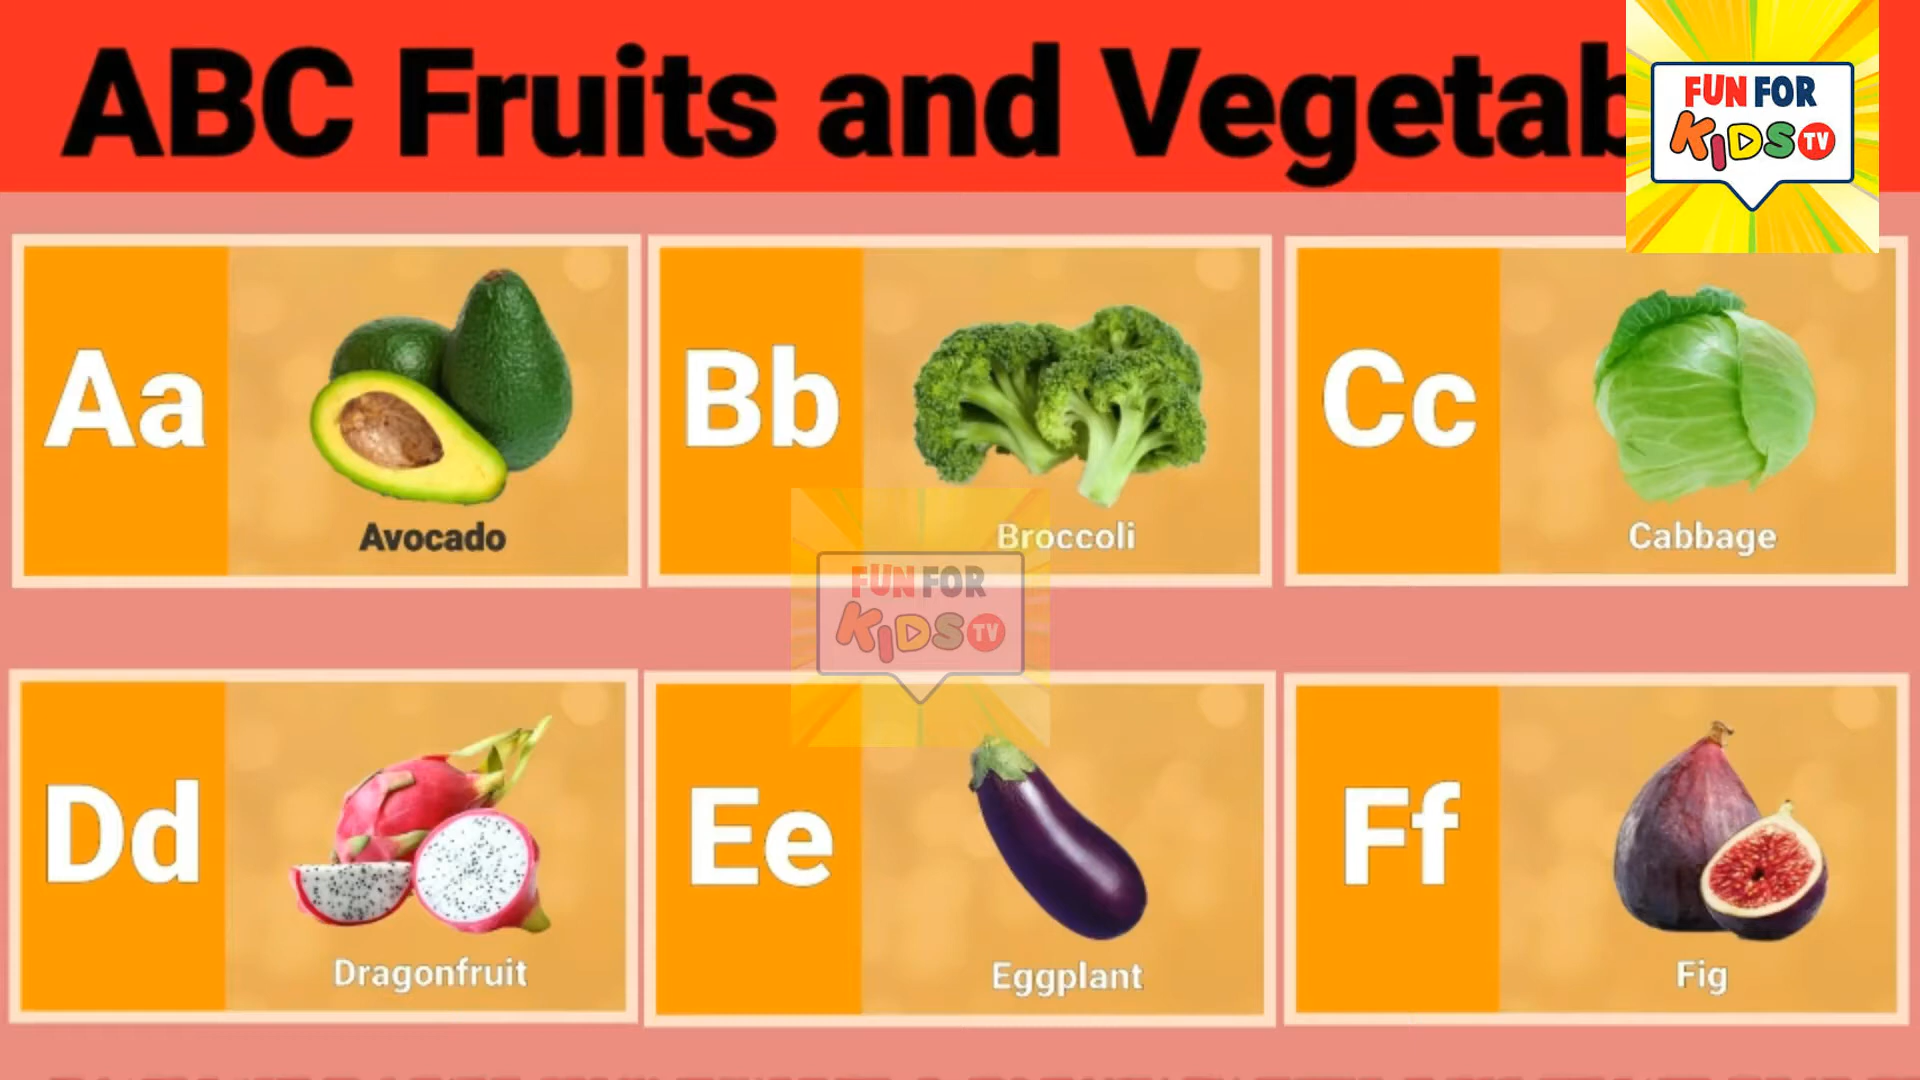 ABC Fruits and Vegetab
FUN FOR
KiDS TV
Aa
Avocado
Bb
Broccoli
Cc
Cabbage
FUN FOR
KiDS TV
Dd
Dragonfruit
Ee
Eggplant
Ff
Fig